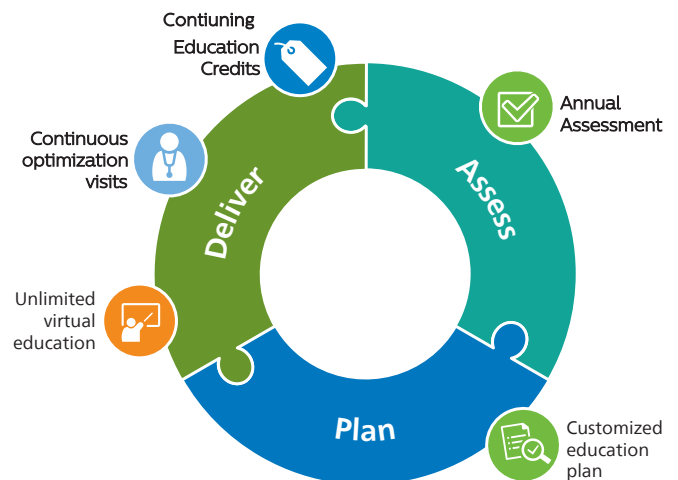 Contiuning
Education
Credits
Annual
Assessment
Continuous
optimization
visits
Assess
Deliver
Unlimited
virtual
education
Plan
Customized
education
plan